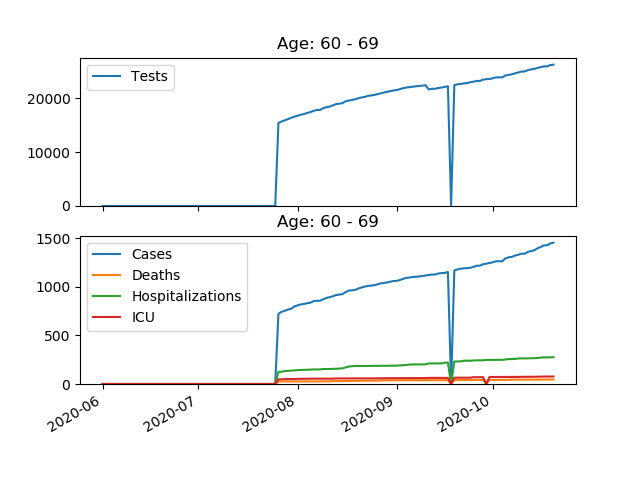 Age: 60 - 69
Tests
20000
10000
0
Age: 60 - 69
1500
Cases
Deaths
Hospitalizations
ICU
1000
500
0
2020-06
2020-07
2020-08
2020-09
2020-10